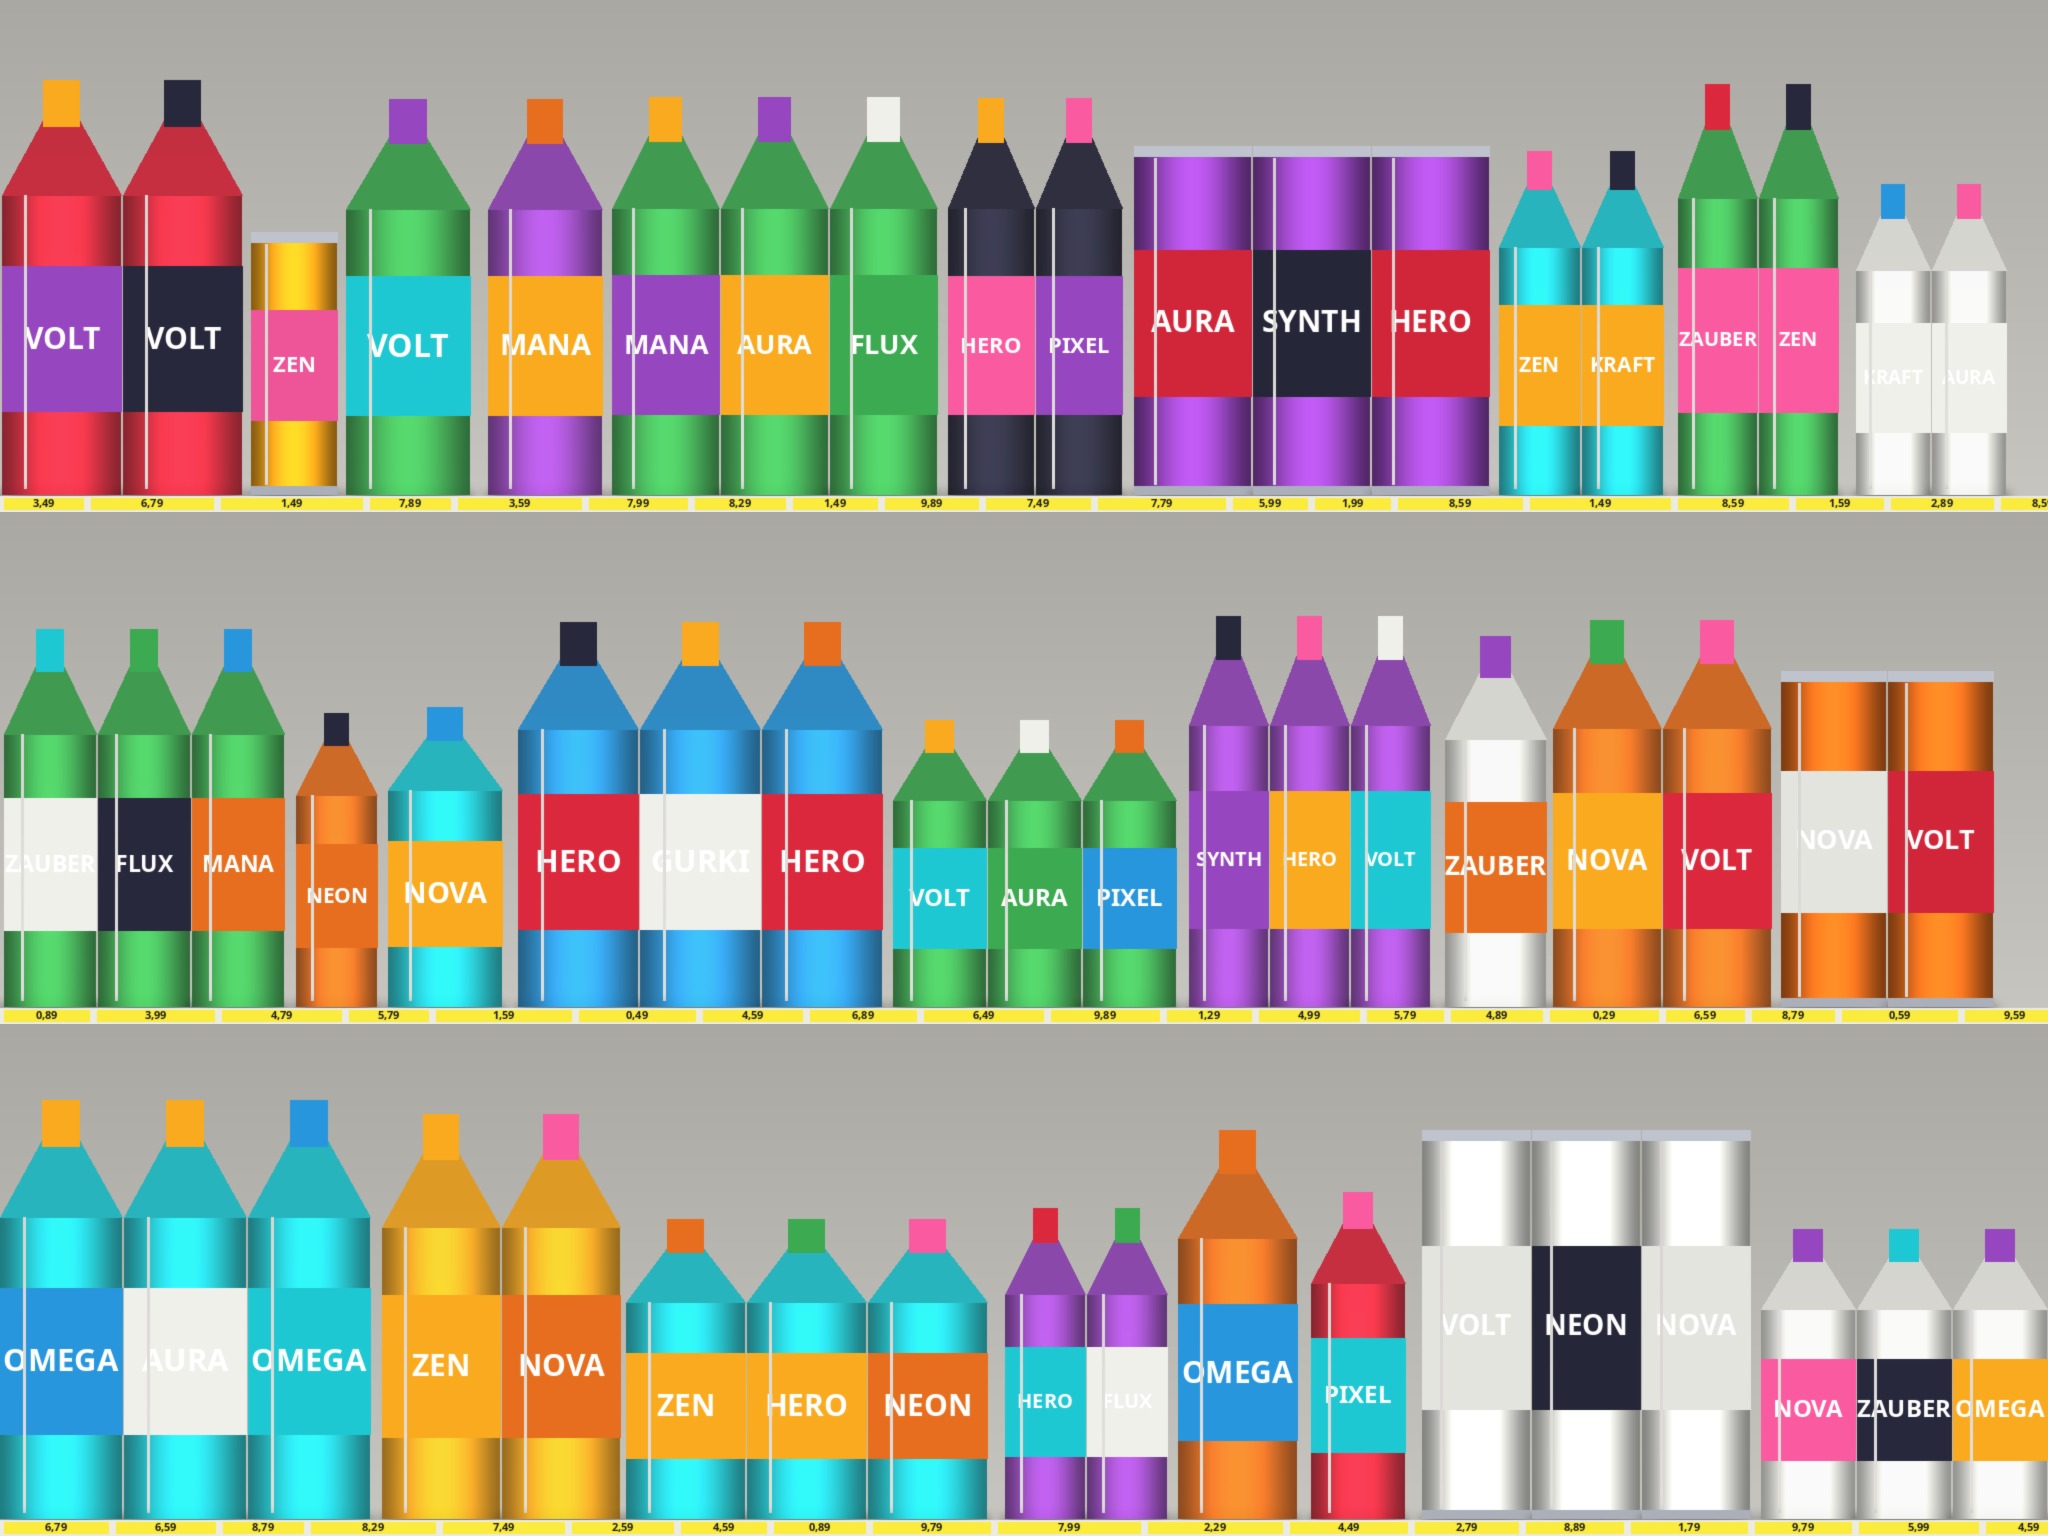 VOLT VOLT ZEN VOLT MANA MANA AURA FLUX HERO PIXEL AURA SYNTH HERO ZEN KRAFT ZAUBER ZEN KRAFT AURA
3,49 6,79 1,49 7,89 3,59 7,99 8,29 1,49 9,89 7,49 7,79 5,99 1,99 8,59 1,49 8,59 1,59 2,89
ZAUBER FLUX MANA NEON NOVA HERO GURKI HERO VOLT AURA PIXEL SYNTH HERO VOLT ZAUBER NOVA VOLT NOVA VOLT
0,89 3,99 4,79 5,79 1,59 0,49 4,59 6,89 6,49 9,89 1,29 4,99 5,79 4,89 0,29 6,59 8,79 0,59 9,59
OMEGA AURA OMEGA ZEN NOVA ZEN HERO NEON HERO FLUX OMEGA PIXEL VOLT NEON NOVA NOVA ZAUBER OMEGA
6,79 6,59 8,79 8,29 7,49 2,59 4,59 0,89 9,79 7,99 2,29 4,49 2,79 8,89 1,79 9,79 5,99 4,59